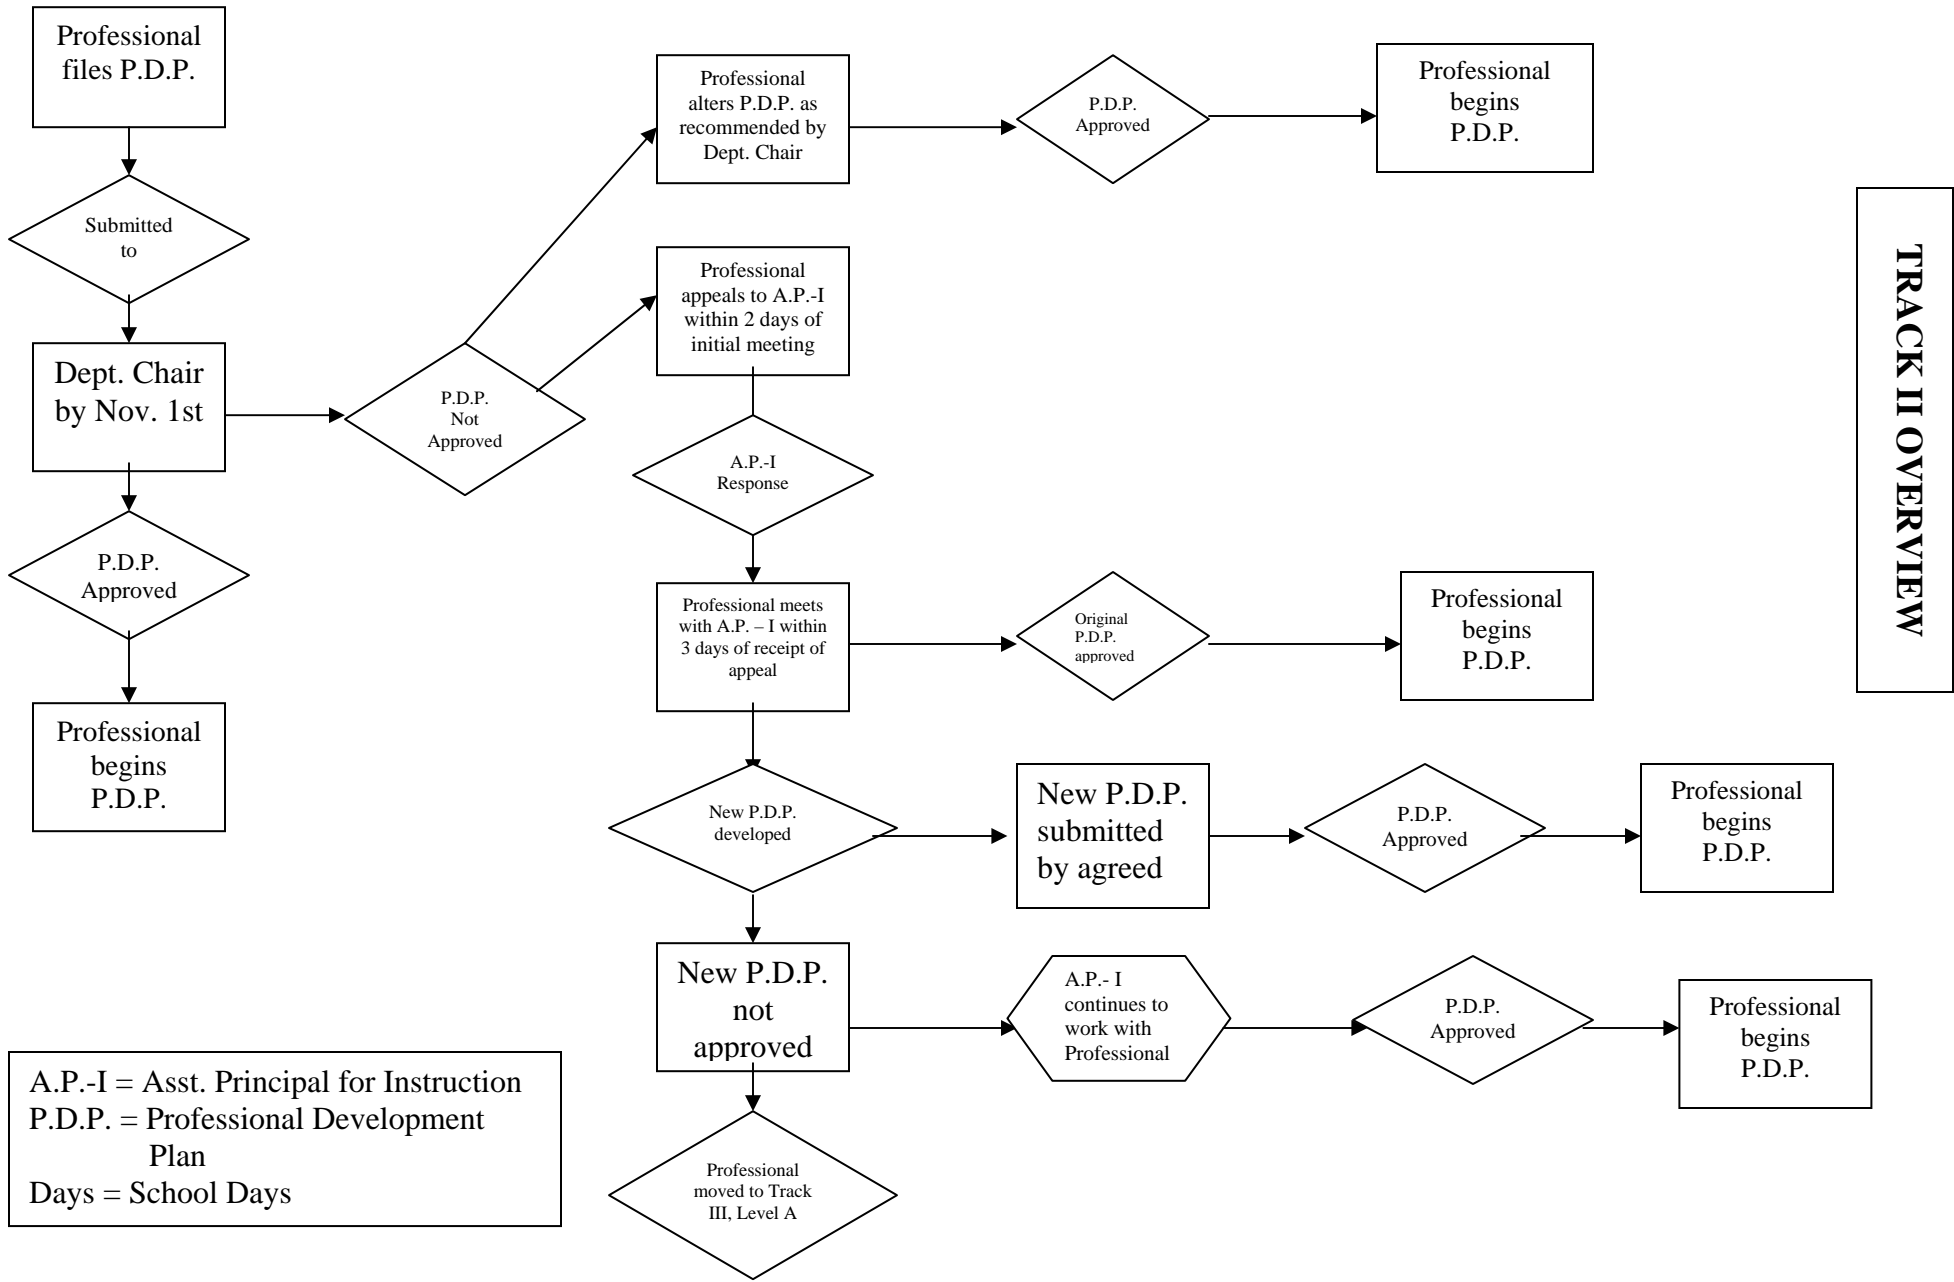 Professional
files P.D.P.
Submitted
to
Dept. Chair
by Nov. 1st
P.D.P.
Approved
Professional
begins
P.D.P.
P.D.P.
Not
Approved
Professional
alters P.D.P. as
recommended by
Dept. Chair
P.D.P.
Approved
Professional
begins
P.D.P.
Professional
appeals to A.P.-I
within 2 days of
initial meeting
A.P.-I
Response
Professional meets
with A.P. – I within
3 days of receipt of
appeal
Original
P.D.P.
approved
Professional
begins
P.D.P.
New P.D.P.
developed
New P.D.P.
submitted
by agreed
P.D.P.
Approved
Professional
begins
P.D.P.
New P.D.P.
not
approved
A.P.- I
continues to
work with
Professional
P.D.P.
Approved
Professional
begins
P.D.P.
Professional
moved to Track
III, Level A
A.P.-I = Asst. Principal for Instruction
P.D.P. = Professional Development
Plan
Days = School Days
TRACK II OVERVIEW